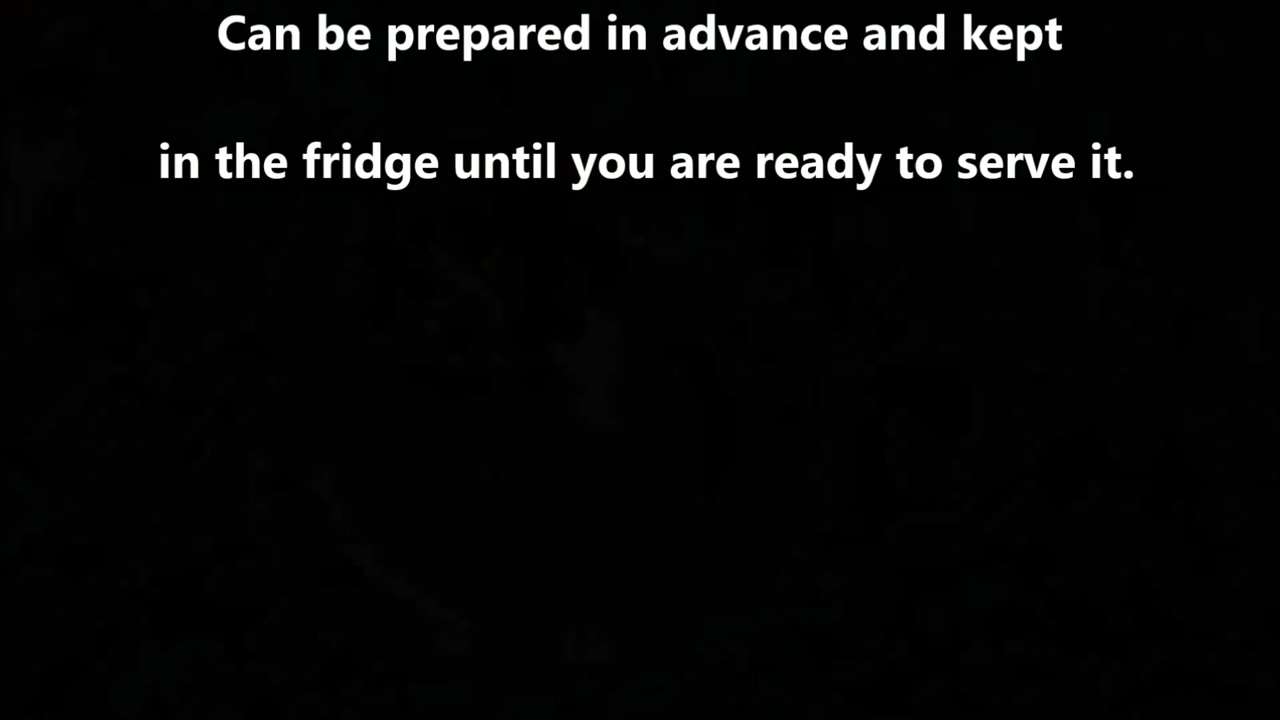 Can be prepared in advance and kept
in the fridge until you are ready to serve it.